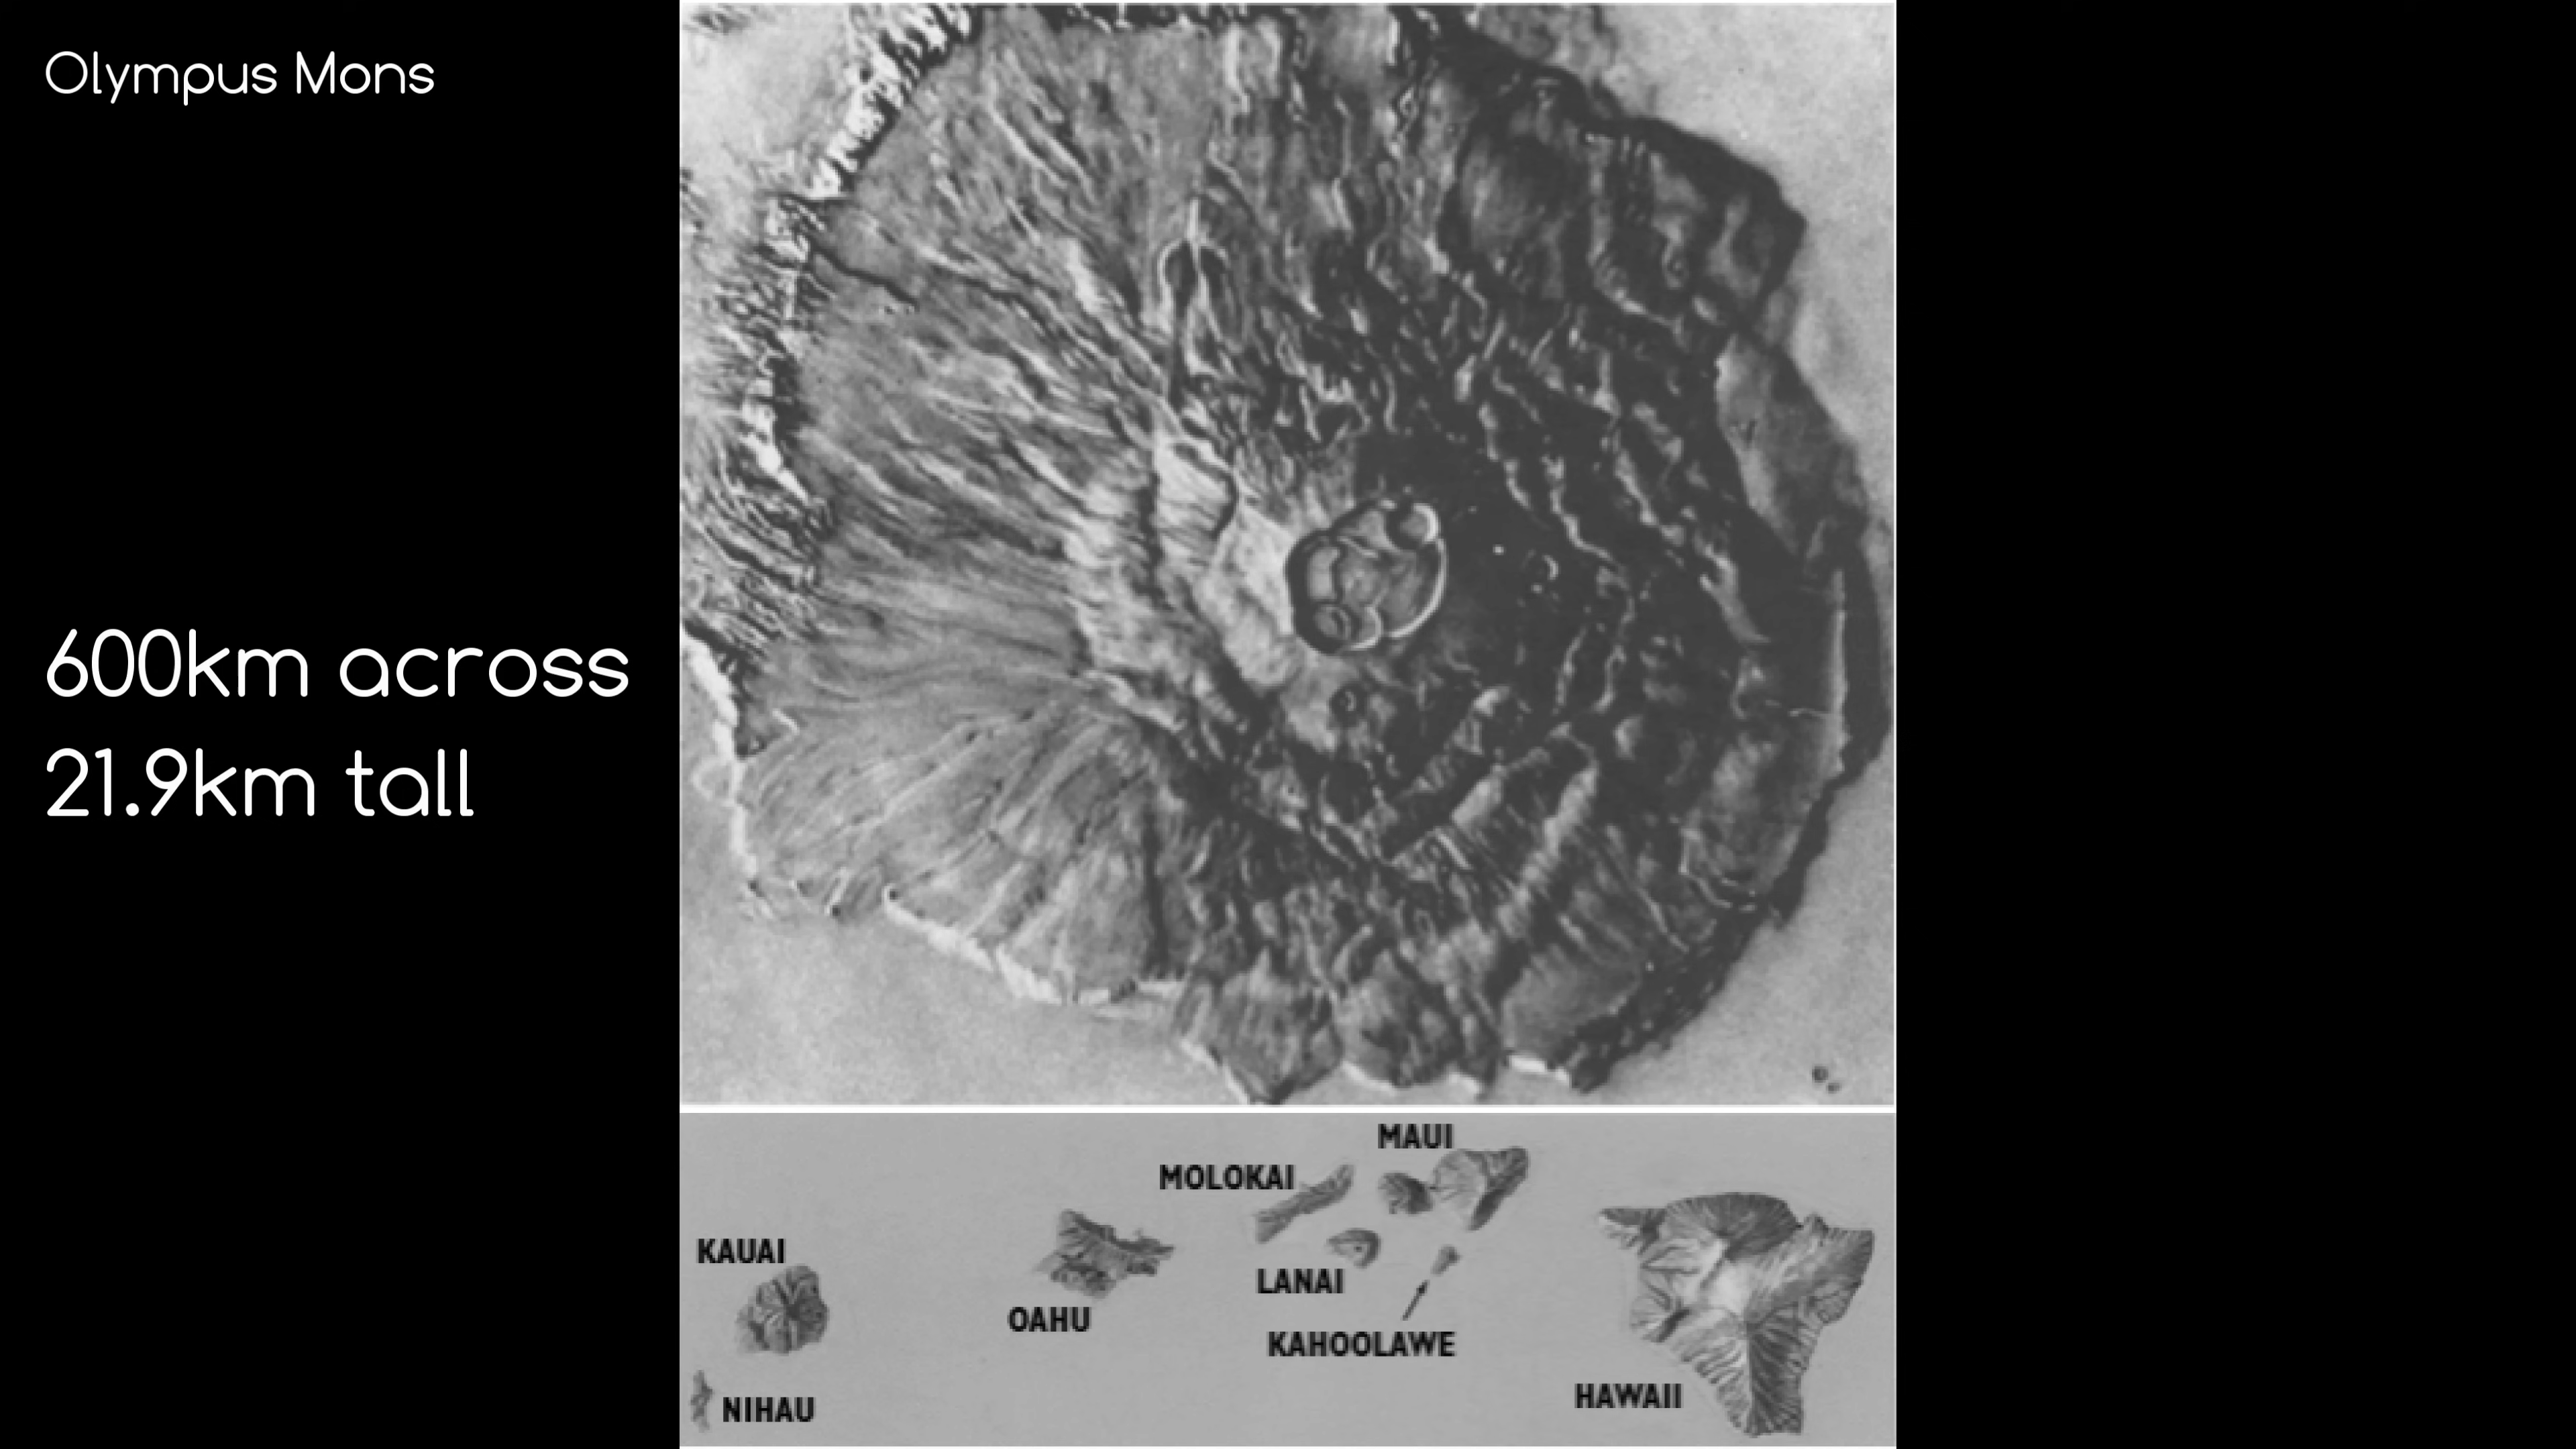 Olympus Mons
600km across
21.9km tall
MAUI
MOLOKAI
KAUAI
LANAI
OAHU
KAHOOLAWE
HAWAII
NIHAU